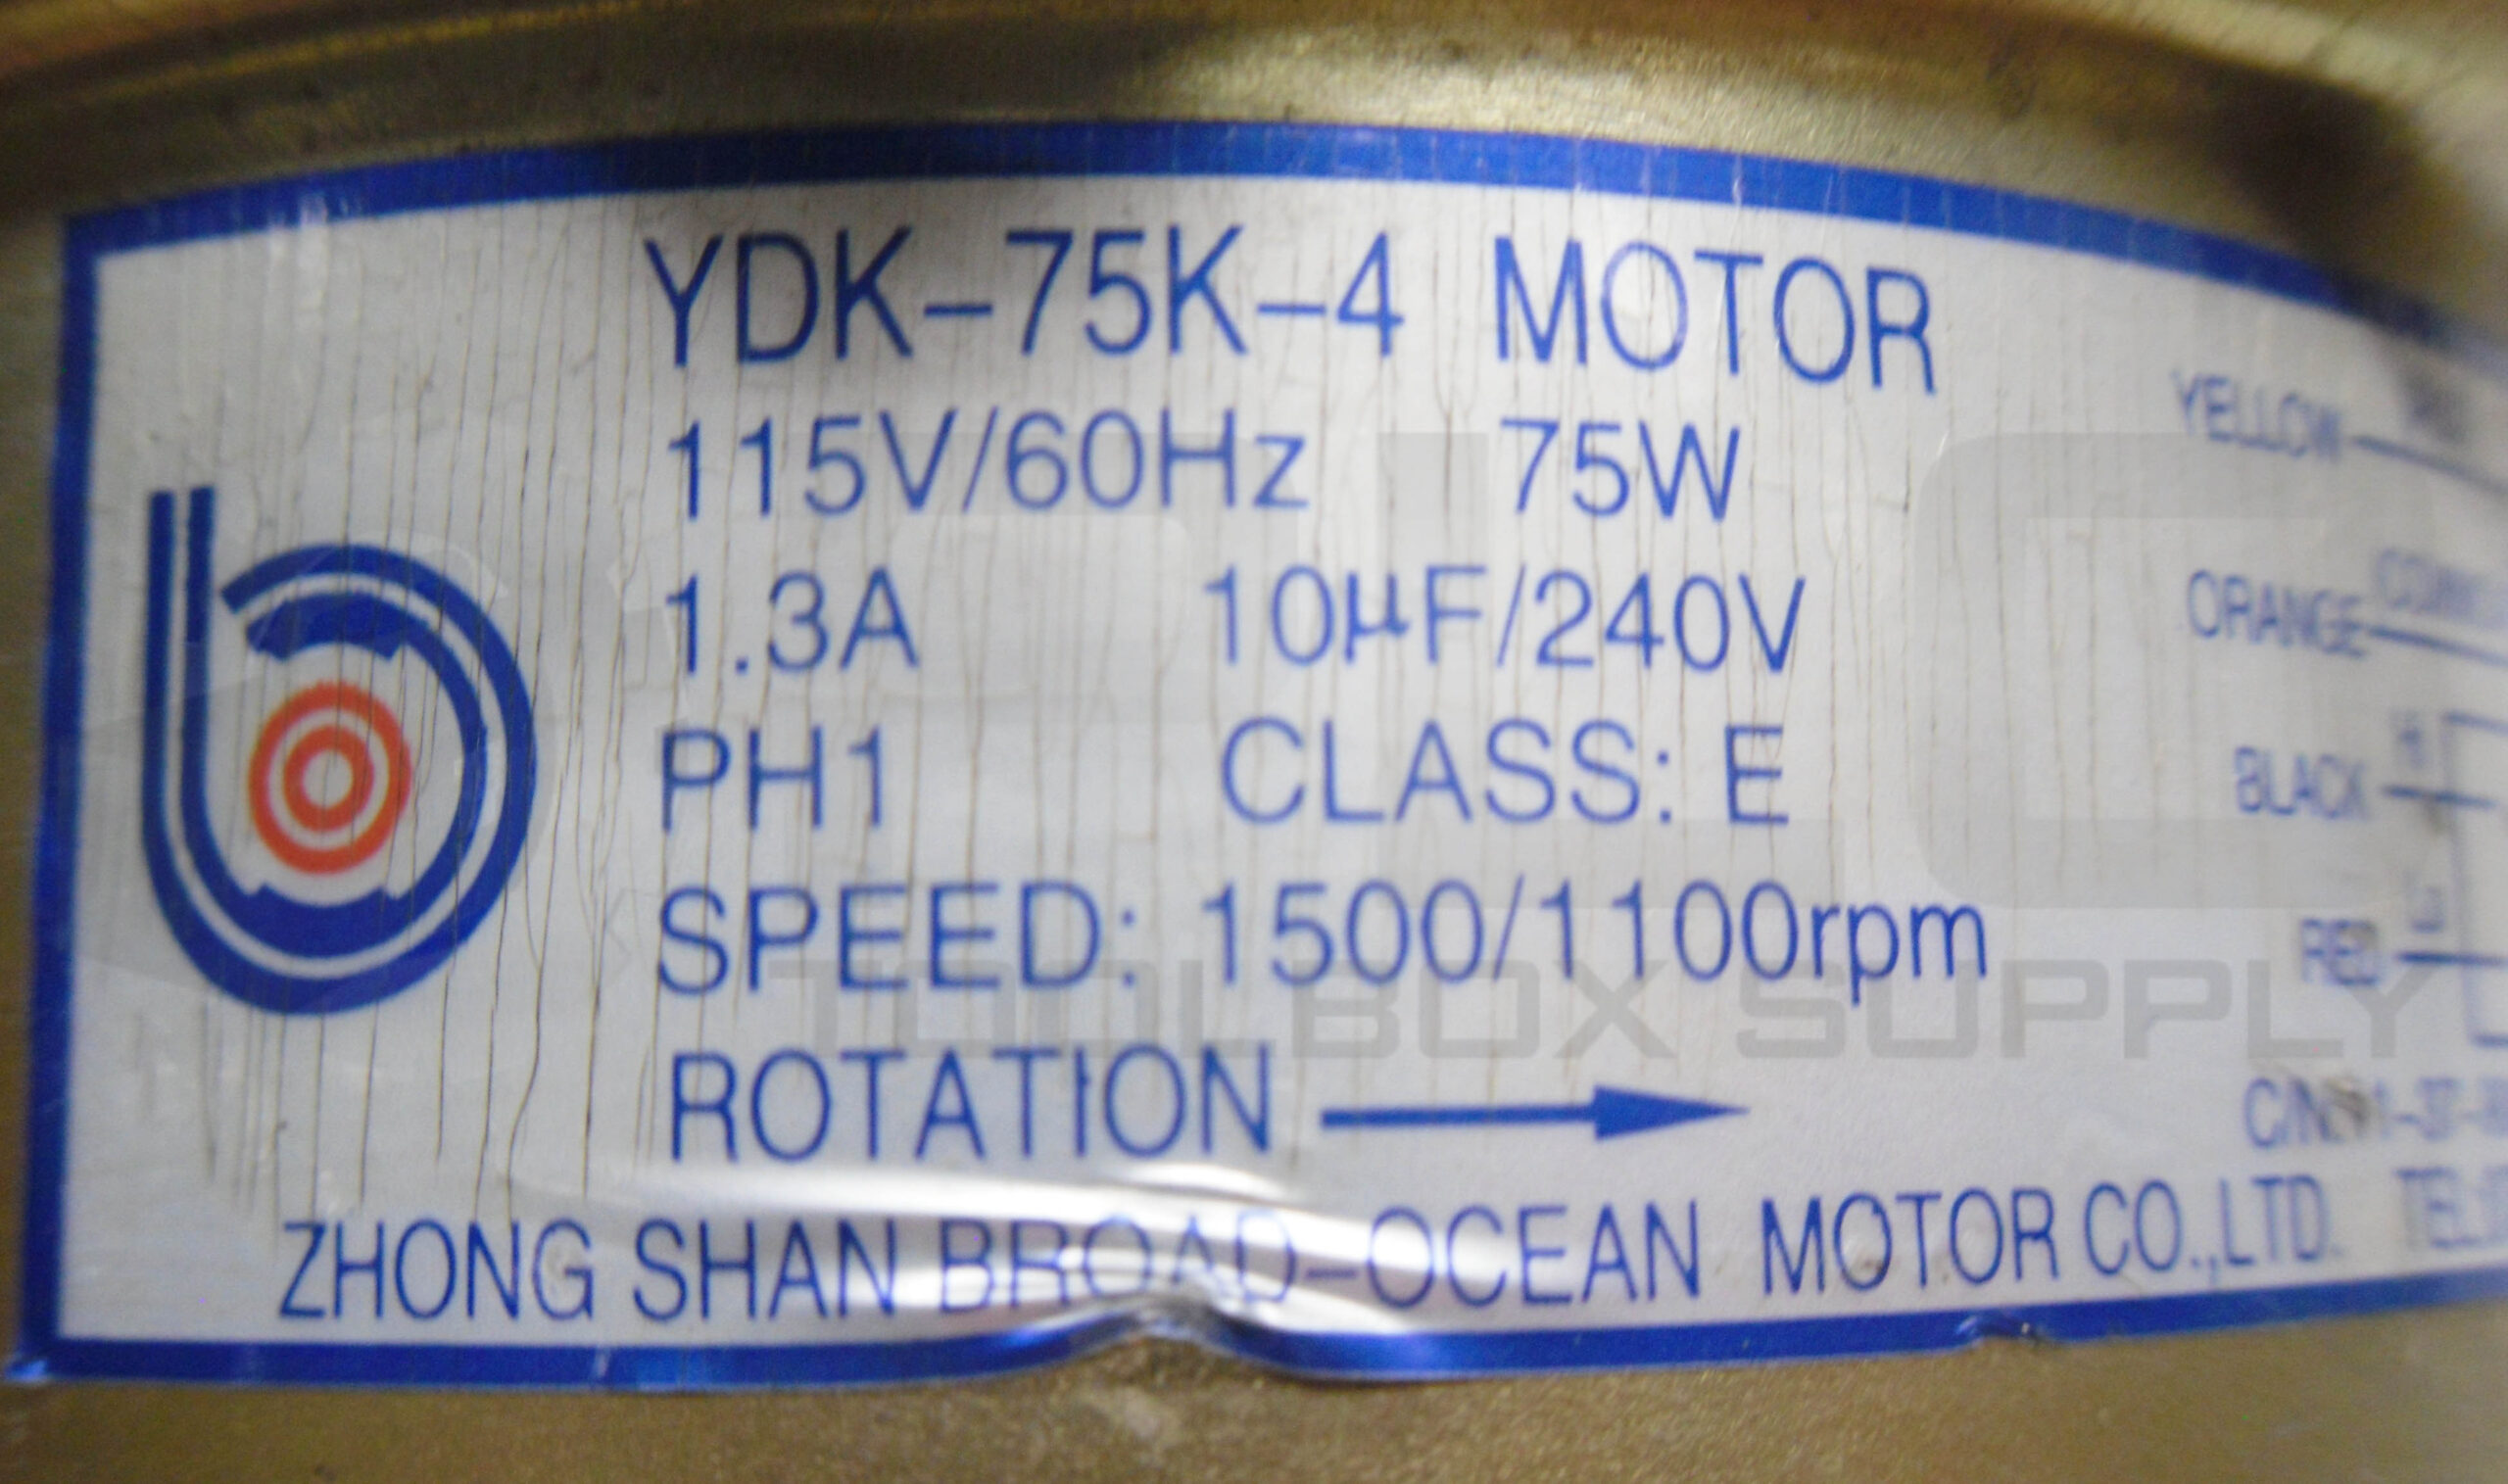 YDK-75K-4 MOTOR
115V/60Hz 75W
1.3A 10µF/240V
PH1 CLASS: E
SPEED: 1500/1100rpm
ROTATION
ZHONG SHAN BROAD-OCEAN MOTOR CO.,LTD. TEL:
YELLOW
ORANGE
BLACK
RED
TOOLBOX SUPPLY